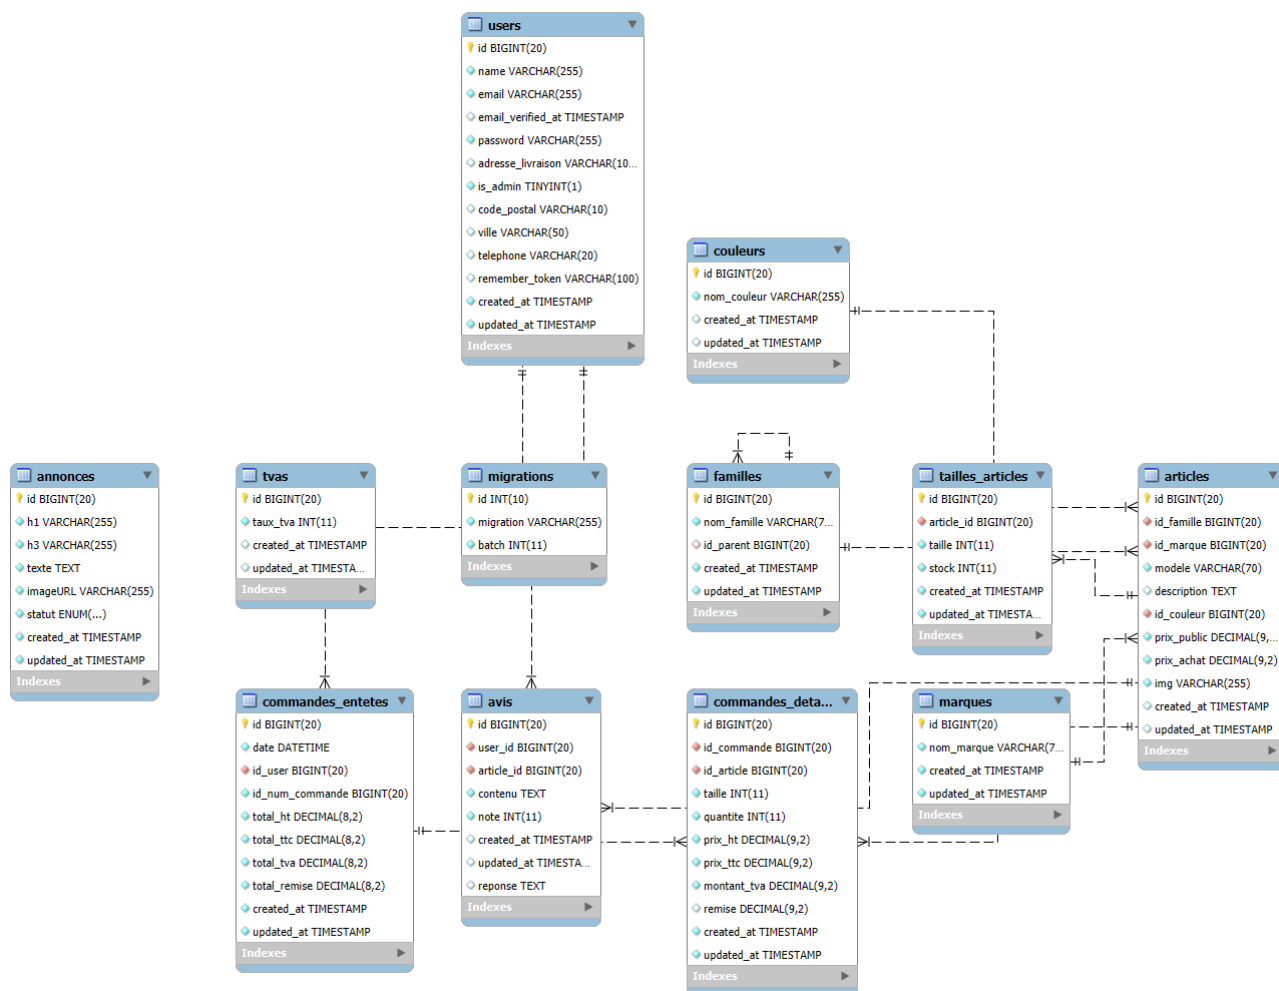 users
id BIGINT(20)
name VARCHAR(255)
email VARCHAR(255)
email_verified_at TIMESTAMP
password VARCHAR(255)
adresse_livraison VARCHAR(10...
is_admin TINYINT(1)
code_postal VARCHAR(10)
ville VARCHAR(50)
telephone VARCHAR(20)
remember_token VARCHAR(100)
created_at TIMESTAMP
updated_at TIMESTAMP
Indexes
couleurs
id BIGINT(20)
nom_couleur VARCHAR(255)
created_at TIMESTAMP
updated_at TIMESTAMP
Indexes
annonces
id BIGINT(20)
h1 VARCHAR(255)
h3 VARCHAR(255)
texte TEXT
imageURL VARCHAR(255)
statut ENUM(...)
created_at TIMESTAMP
updated_at TIMESTAMP
Indexes
tvas
id BIGINT(20)
taux_tva INT(11)
created_at TIMESTAMP
updated_at TIMESTA...
Indexes
migrations
id INT(10)
migration VARCHAR(255)
batch INT(11)
Indexes
familles
id BIGINT(20)
nom_famille VARCHAR(7...
id_parent BIGINT(20)
created_at TIMESTAMP
updated_at TIMESTAMP
Indexes
tailles_articles
id BIGINT(20)
article_id BIGINT(20)
taille INT(11)
stock INT(11)
created_at TIMESTAMP
updated_at TIMESTA...
Indexes
articles
id BIGINT(20)
id_famille BIGINT(20)
id_marque BIGINT(20)
modele VARCHAR(70)
description TEXT
id_couleur BIGINT(20)
prix_public DECIMAL(9,...
prix_achat DECIMAL(9,2)
img VARCHAR(255)
created_at TIMESTAMP
updated_at TIMESTAMP
Indexes
commandes_entetes
id BIGINT(20)
date DATETIME
id_user BIGINT(20)
id_num_commande BIGINT(20)
total_ht DECIMAL(8,2)
total_ttc DECIMAL(8,2)
total_tva DECIMAL(8,2)
total_remise DECIMAL(8,2)
created_at TIMESTAMP
updated_at TIMESTAMP
Indexes
avis
id BIGINT(20)
user_id BIGINT(20)
article_id BIGINT(20)
contenu TEXT
note INT(11)
created_at TIMESTAMP
updated_at TIMESTA...
reponse TEXT
Indexes
commandes_deta...
id BIGINT(20)
id_commande BIGINT(20)
id_article BIGINT(20)
taille INT(11)
quantite INT(11)
prix_ht DECIMAL(9,2)
prix_ttc DECIMAL(9,2)
montant_tva DECIMAL(9,2)
remise DECIMAL(9,2)
created_at TIMESTAMP
updated_at TIMESTAMP
Indexes
marques
id BIGINT(20)
nom_marque VARCHAR(7...
created_at TIMESTAMP
updated_at TIMESTAMP
Indexes